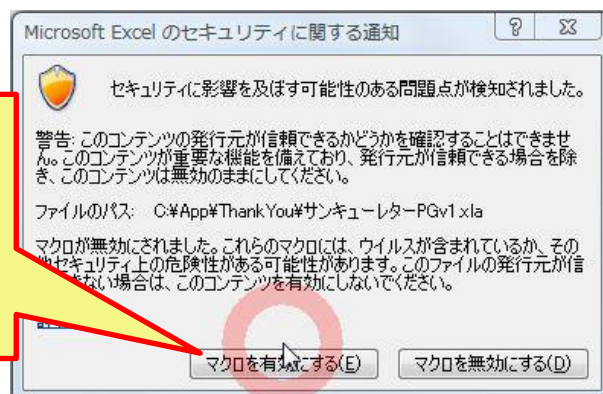 Microsoft Excel のセキュリティに関する通知
セキュリティに影響を及ぼす可能性のある問題点が検知されました。
警告: このコンテンツの発行元が信頼できるかどうかを確認することはできませ
ん。このコンテンツが重要な機能を備えており、発行元が信頼できる場合を除
き、このコンテンツは無効のままにしてください。
ファイルのパス: C:¥App¥ThankYou¥サンキューレターPGv1.xla
マクロが無効にされました。これらのマクロには、ウイルスが含まれているか、その
他セキュリティ上の危険性がある可能性があります。このファイルの発行元が信
できない場合は、このコンテンツを有効にしないでください。
マクロを有効にする(E)
マクロを無効にする(D)